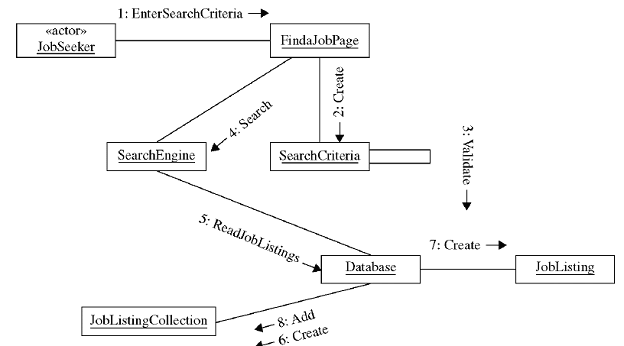 1: EnterSearchCriteria
«actor»
JobSeeker
FindaJobPage
2: Create
4: Search
3: Validate
SearchEngine
SearchCriteria
5: ReadJobListings
7: Create
Database
JobListing
JobListingCollection
8: Add
6: Create